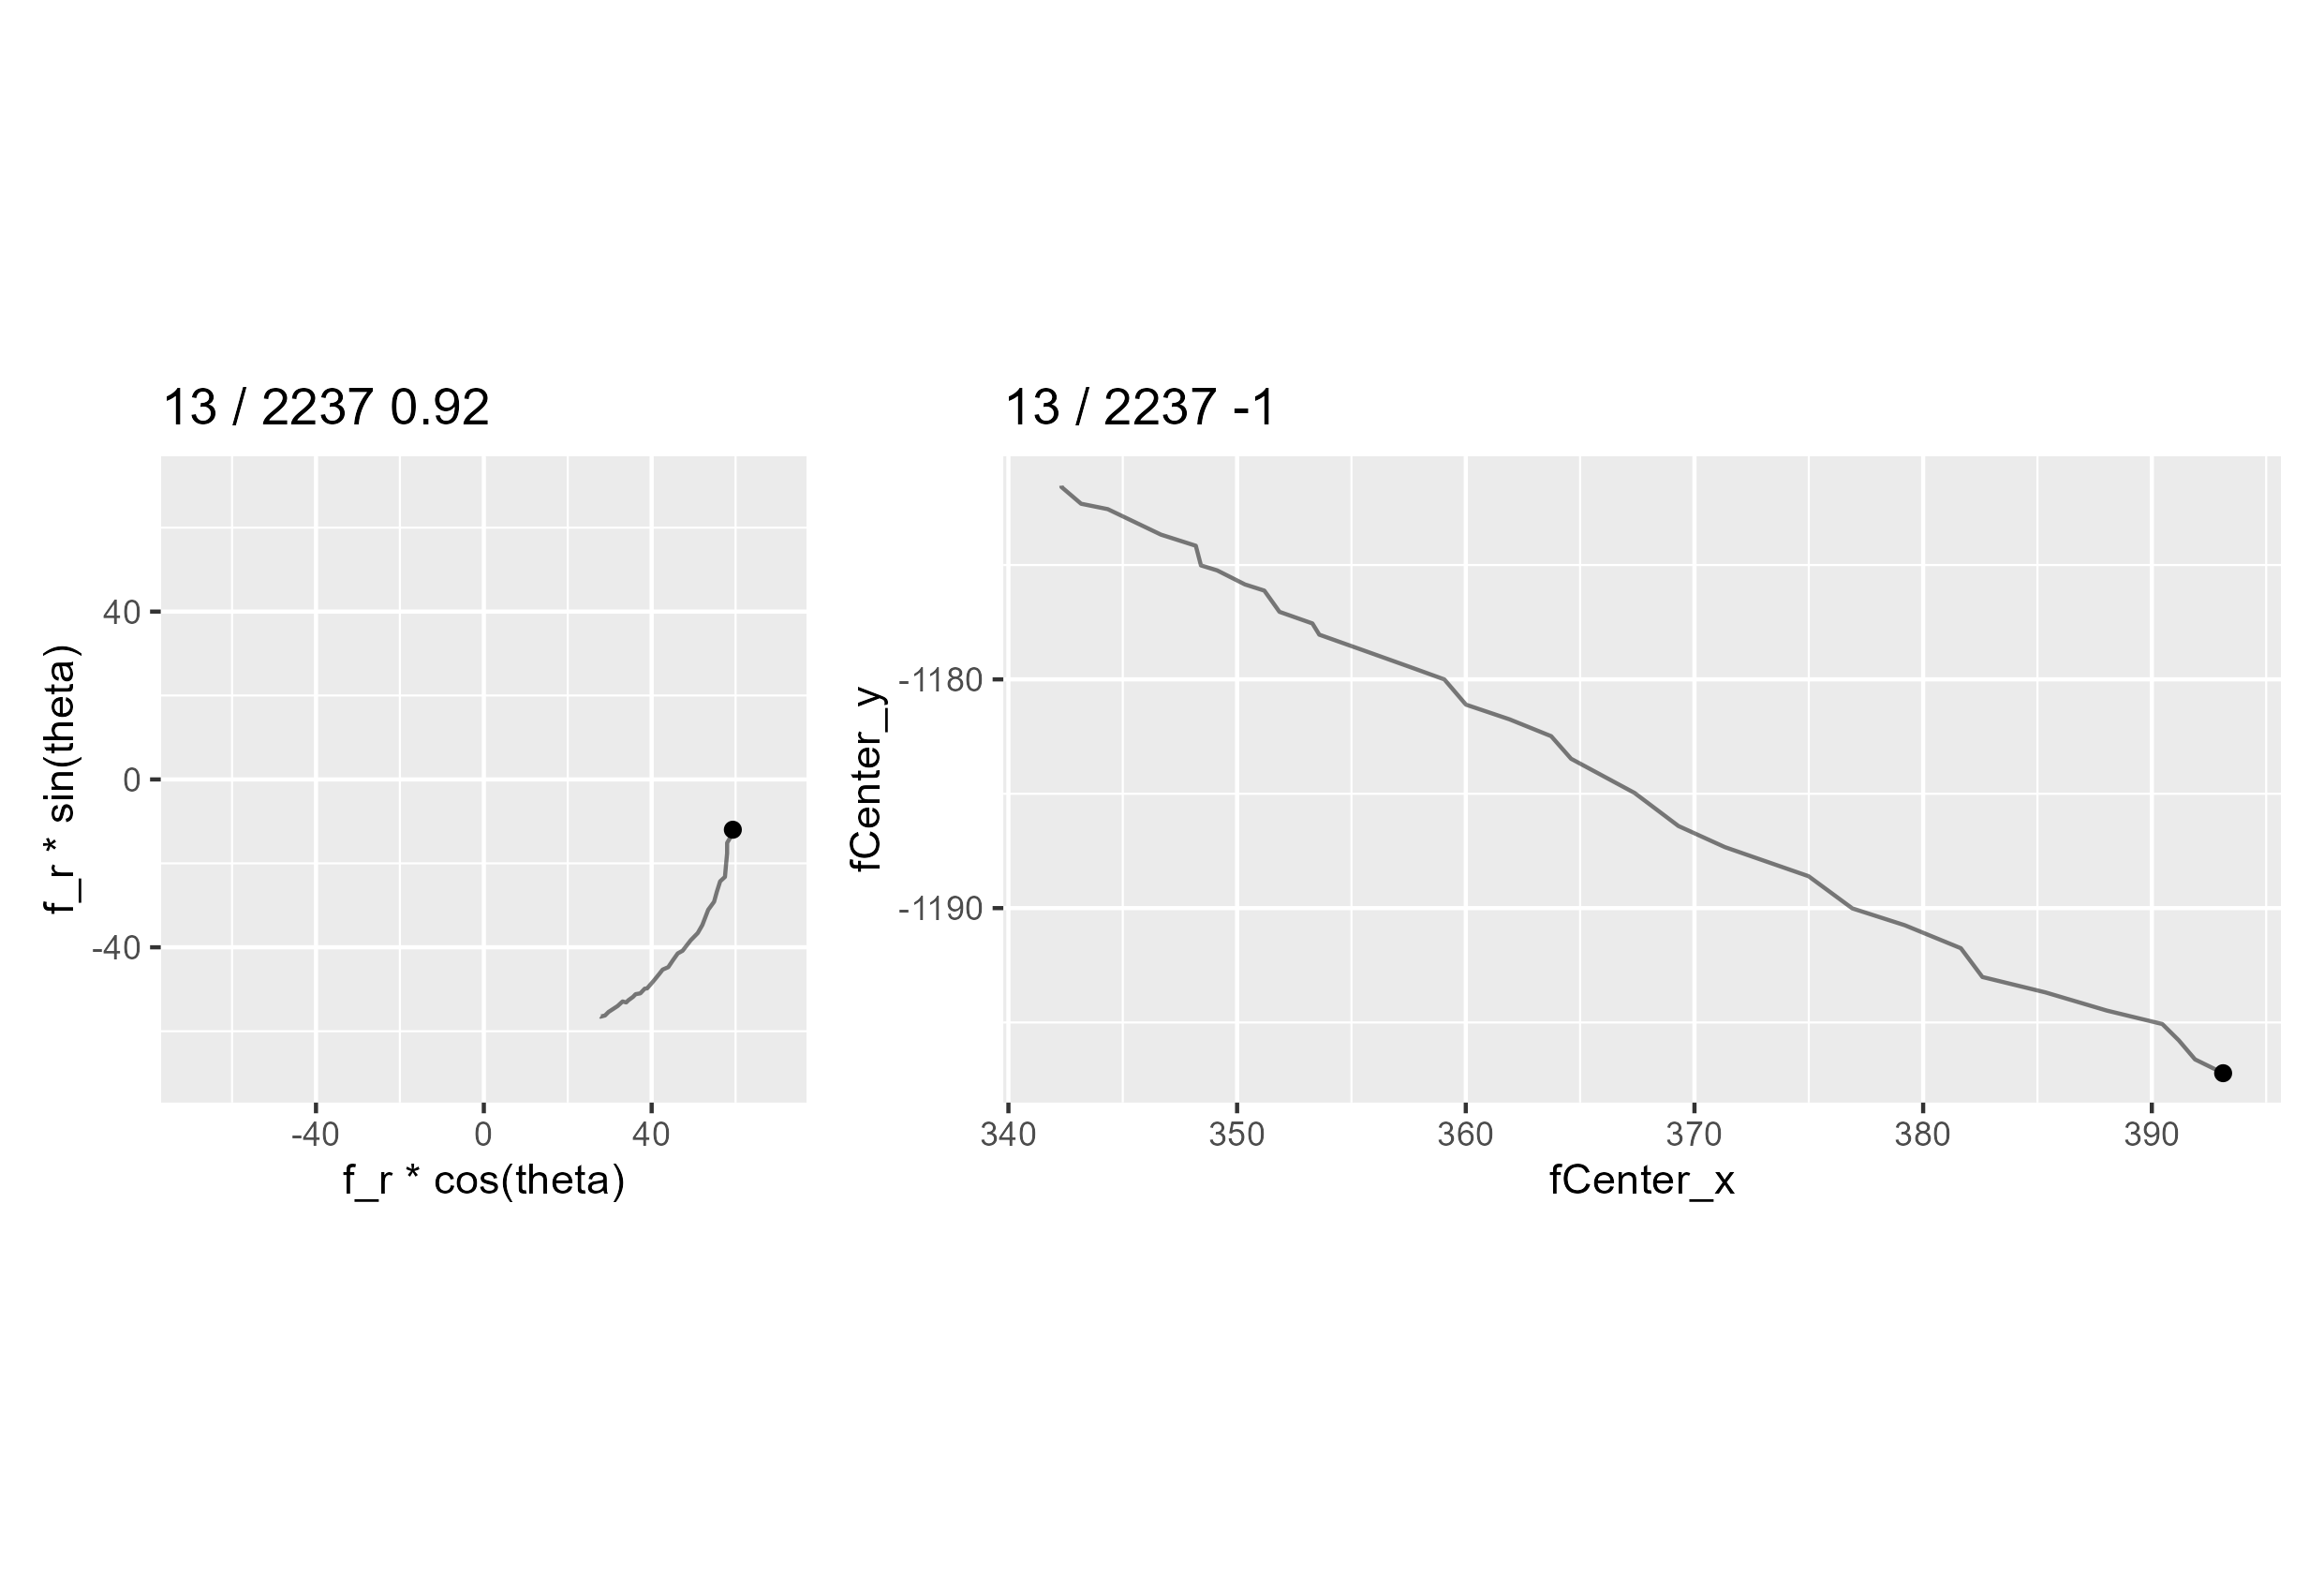 13 / 2237 0.92
f_r * sin(theta)
40
0
-40
-40 0 40
f_r * cos(theta)
13 / 2237 -1
fCenter_y
-1180
-1190
340 350 360 370 380 390
fCenter_x